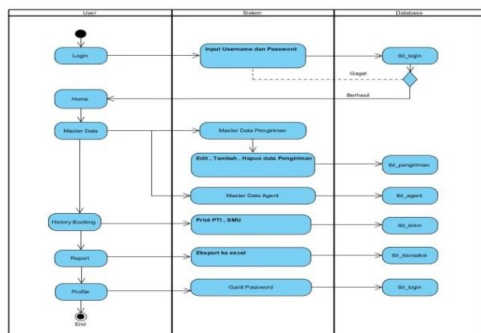 User
Sistem
Database
Login
Input Username dan Password
tbl_login
Gagal
Berhasil
Home
Master Data
Master Data Pengiriman
Edit , Tambah , Hapus data Pengiriman
tbl_pengiriman
Master Data Agent
tbl_agent
History Booking
Print PTI , SMU
Report
Eksport ke excel
Profile
Ganti Password
tbl_login
End